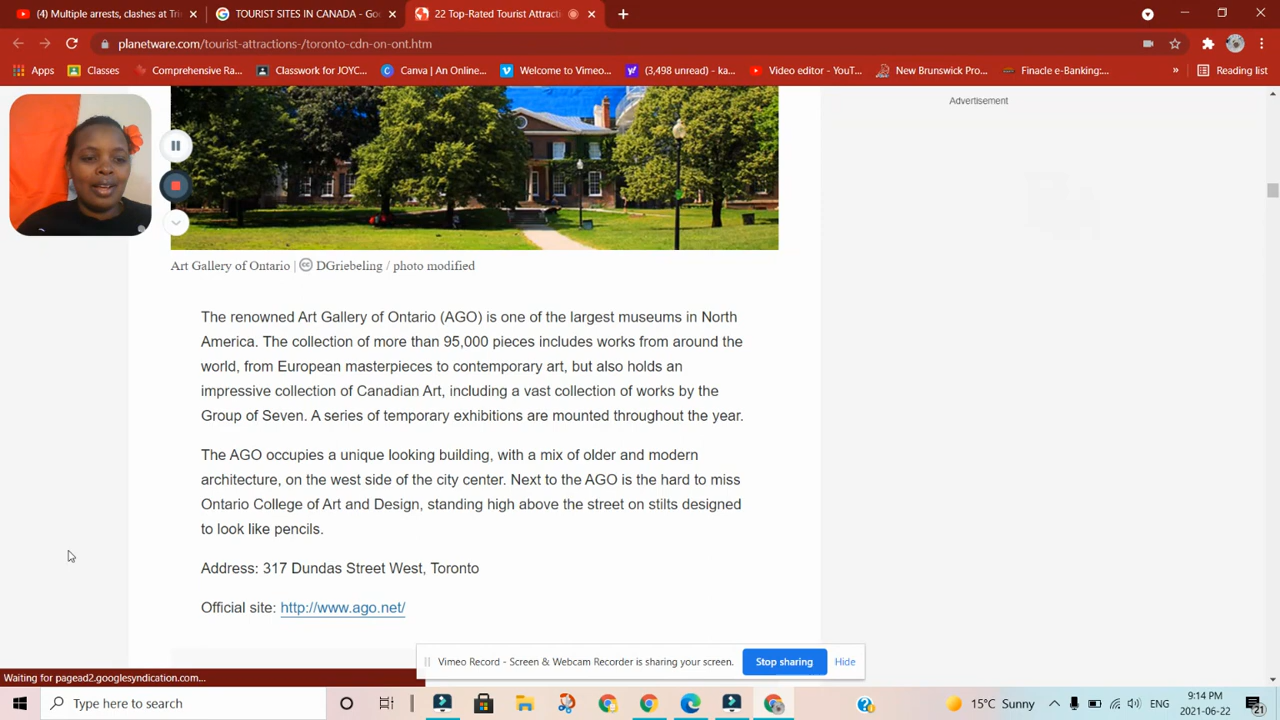 (4) Multiple arrests, clashes at Tri
TOURIST SITES IN CANADA - Goo
22 Top-Rated Tourist Attracti
planetware.com/tourist-attractions-/toronto-cdn-on-ont.htm
Apps
Classes
Comprehensive Ra...
Classwork for JOYC...
Canva | An Online...
Welcome to Vimeo...
(3,498 unread) - ka...
Video editor - YouT...
New Brunswick Pro...
Finacle e-Banking:...
»
Reading list
Advertisement
Art Gallery of Ontario | cc DGriebeling / photo modified
The renowned Art Gallery of Ontario (AGO) is one of the largest museums in North
America. The collection of more than 95,000 pieces includes works from around the
world, from European masterpieces to contemporary art, but also holds an
impressive collection of Canadian Art, including a vast collection of works by the
Group of Seven. A series of temporary exhibitions are mounted throughout the year.
The AGO occupies a unique looking building, with a mix of older and modern
architecture, on the west side of the city center. Next to the AGO is the hard to miss
Ontario College of Art and Design, standing high above the street on stilts designed
to look like pencils.
Address: 317 Dundas Street West, Toronto
Official site: http://www.ago.net/
Vimeo Record - Screen & Webcam Recorder is sharing your screen.
Stop sharing
Hide
Waiting for pagead2.googlesyndication.com...
Type here to search
15°C Sunny
ENG
9:14 PM
2021-06-22
21